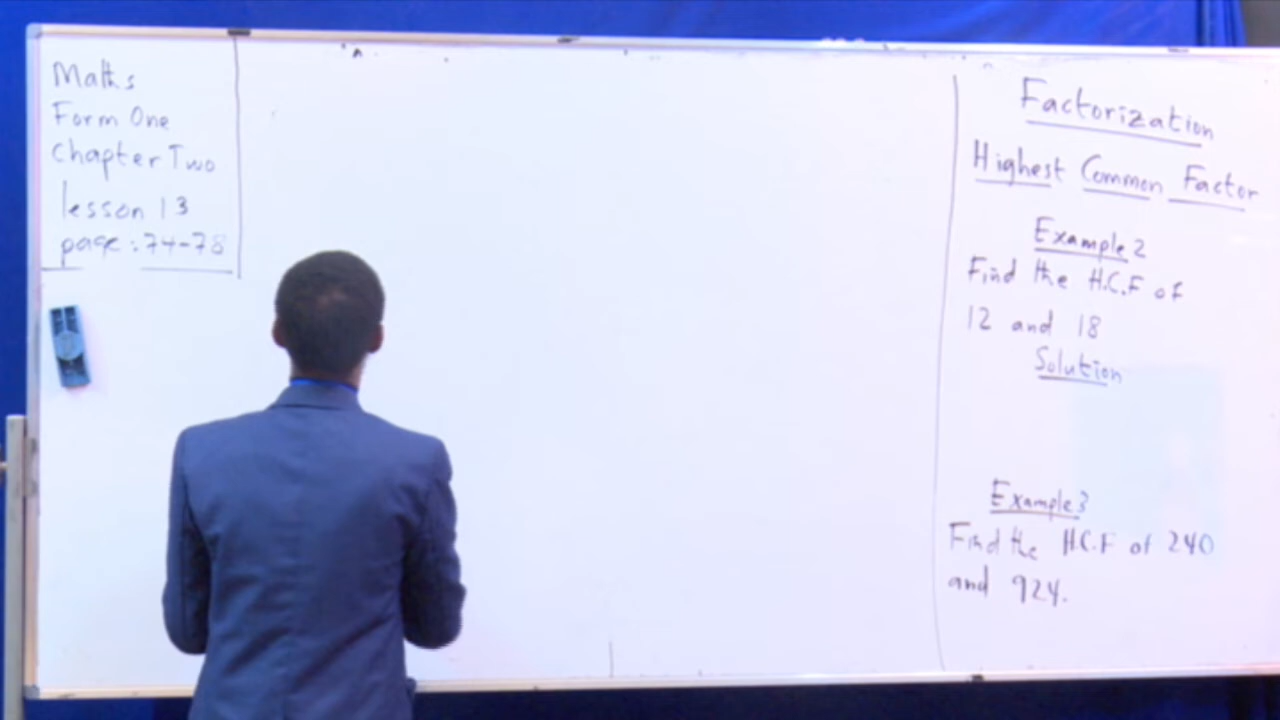 Maths
Form One
Chapter Two
lesson 13
page: 74-78
Factorization
Highest Common Factor
Example 2
Find the H.C.F of
12 and 18
Solution
Example 3
Find the H.C.F of 240
and 924.